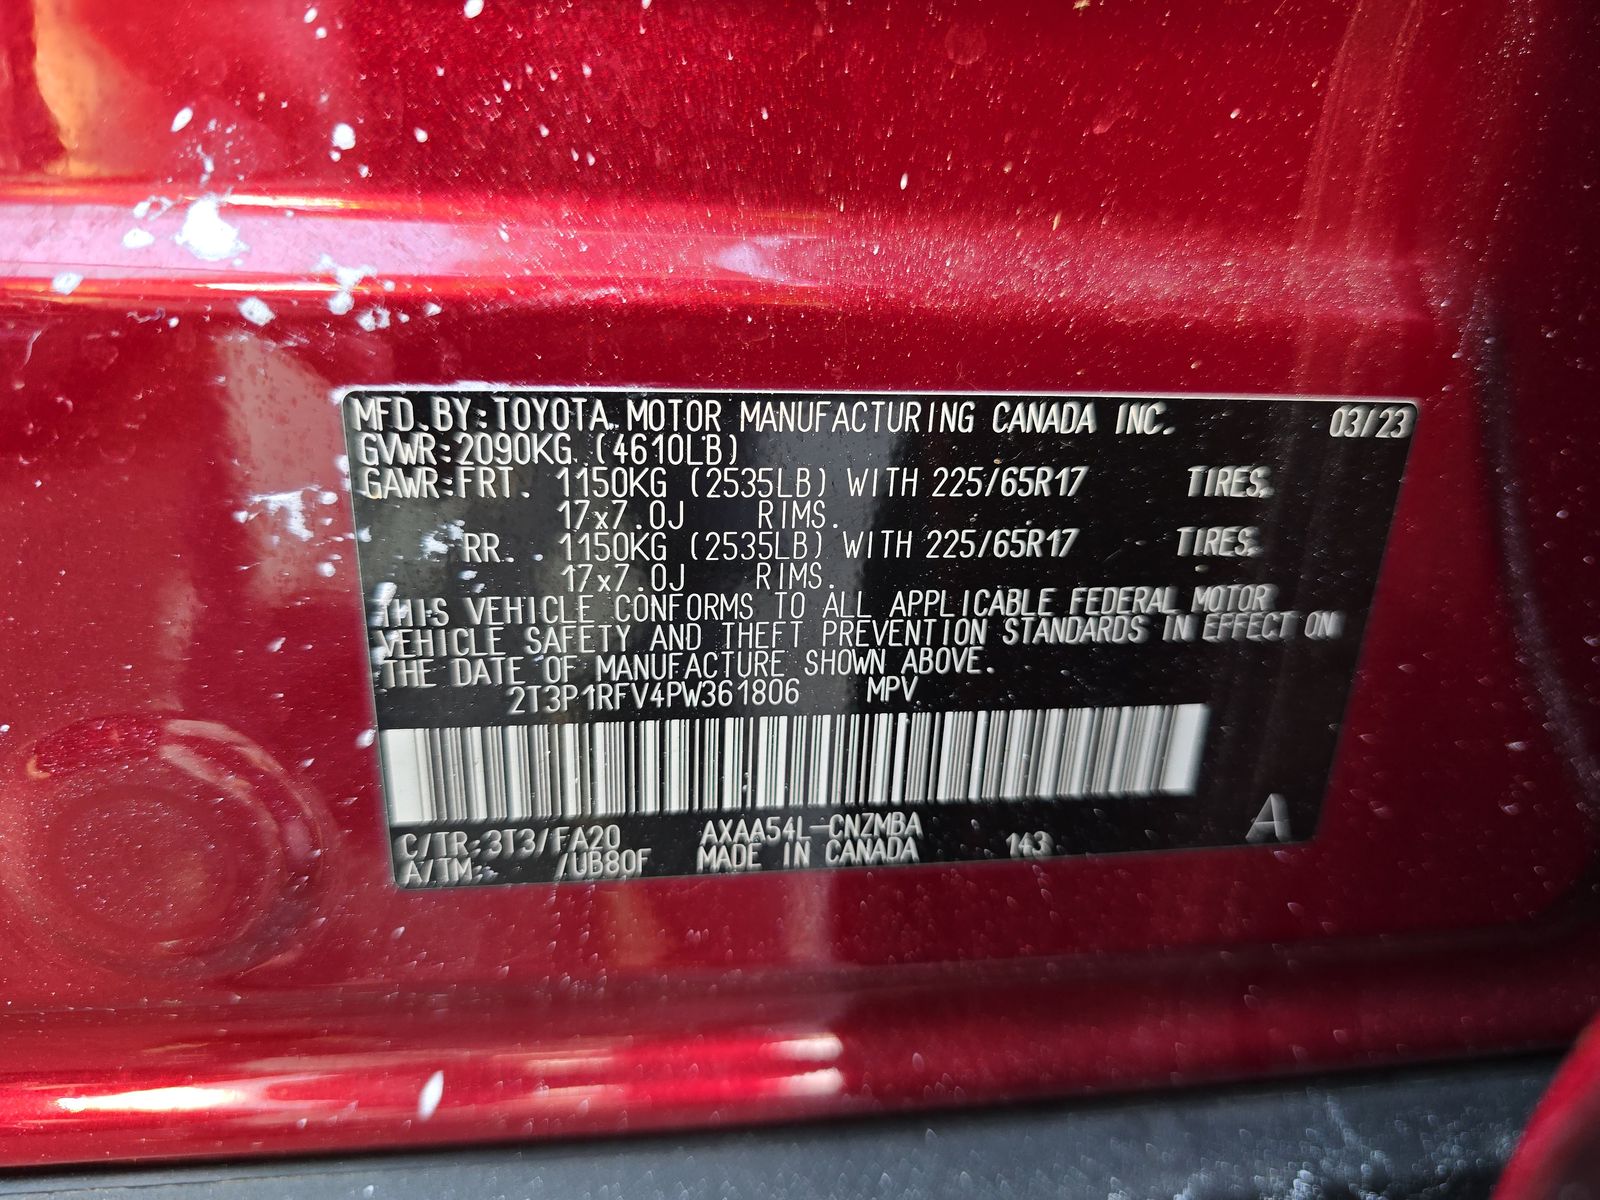 MFD.BY:TOYOTA MOTOR MANUFACTURING CANADA INC. 03/23
GVWR:2090KG (4610LB)
GAWR:FRT. 1150KG (2535LB) WITH 225/65R17 TIRES,
17x7.0J RIMS.
RR. 1150KG (2535LB) WITH 225/65R17 TIRES,
17x7.0J RIMS.
THIS VEHICLE CONFORMS TO ALL APPLICABLE FEDERAL MOTOR
VEHICLE SAFETY AND THEFT PREVENTION STANDARDS IN EFFECT ON
THE DATE OF MANUFACTURE SHOWN ABOVE.
2T3P1RFV4PW361806 MPV
C/TR:3T3/FA20 AXAA54L-CNZMBA 143 A
A/TM: /UB80F MADE IN CANADA